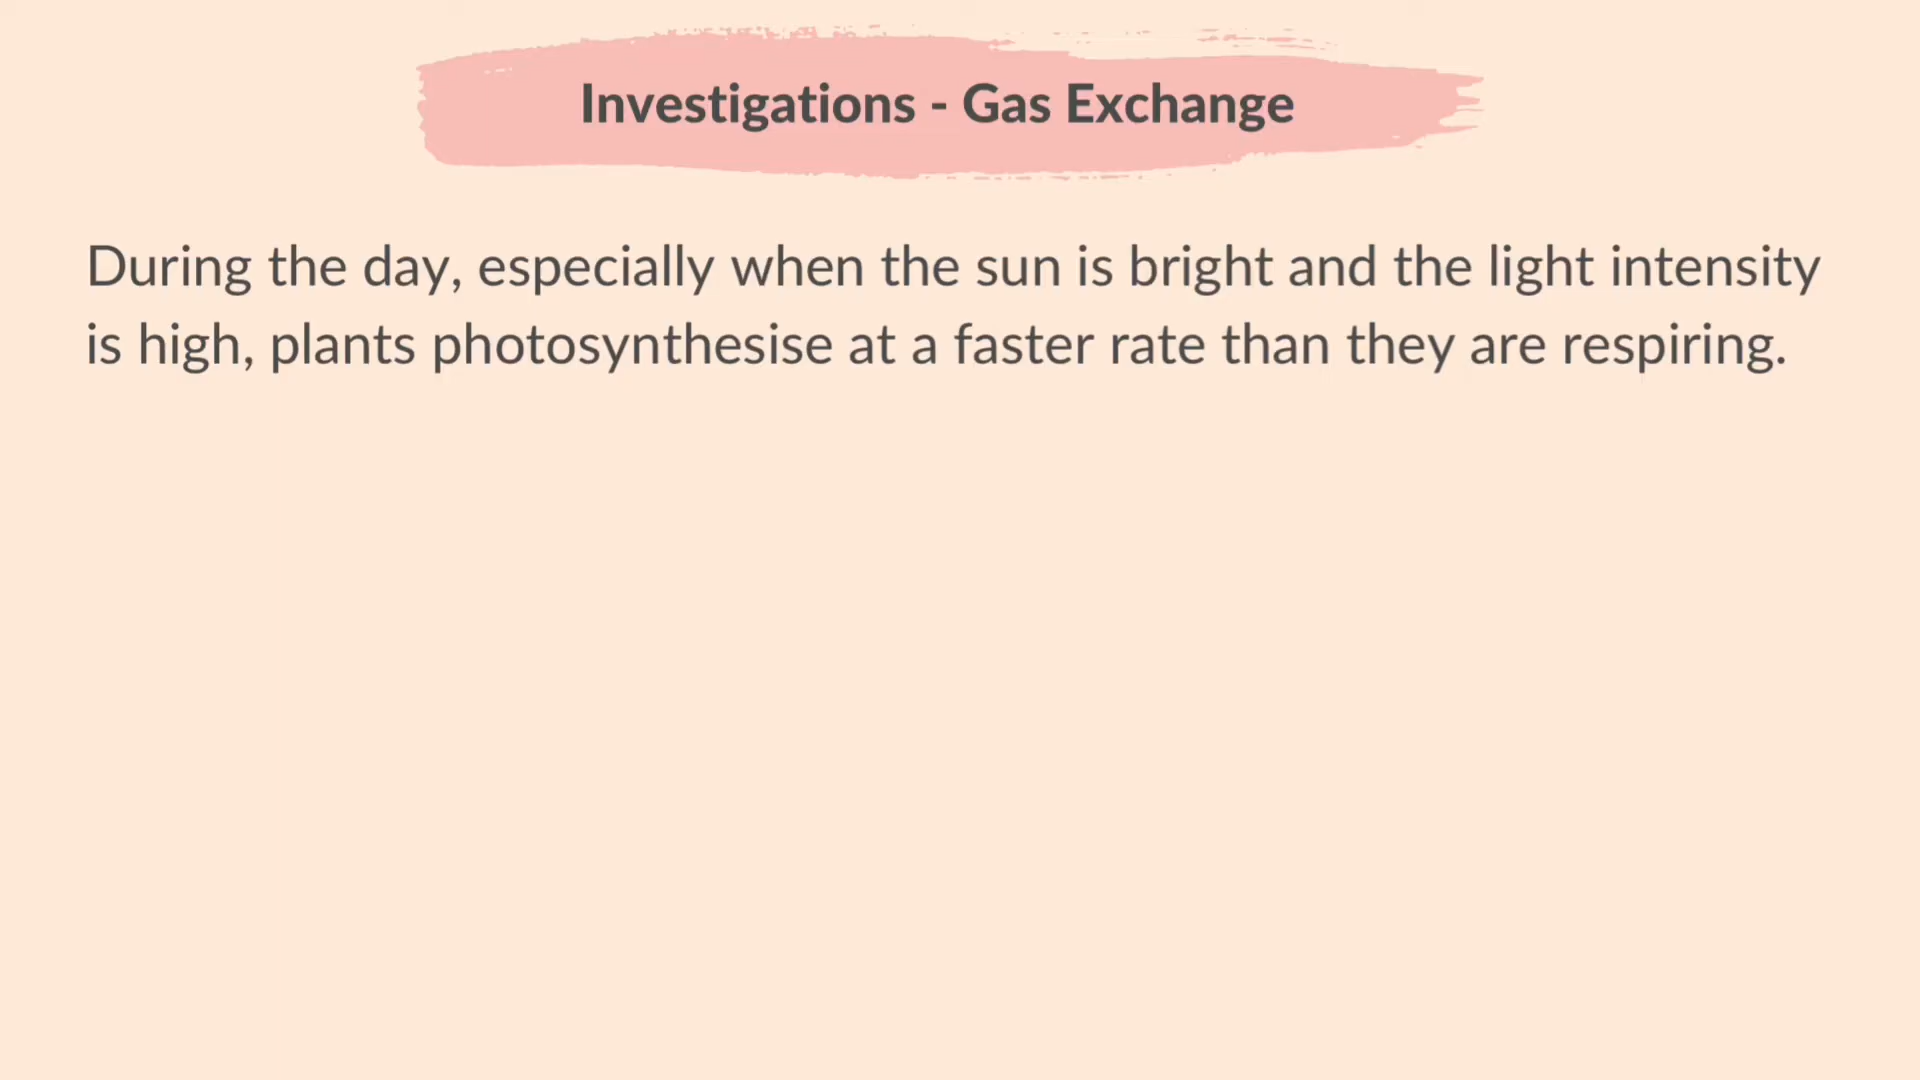 Investigations - Gas Exchange
During the day, especially when the sun is bright and the light intensity
is high, plants photosynthesise at a faster rate than they are respiring.